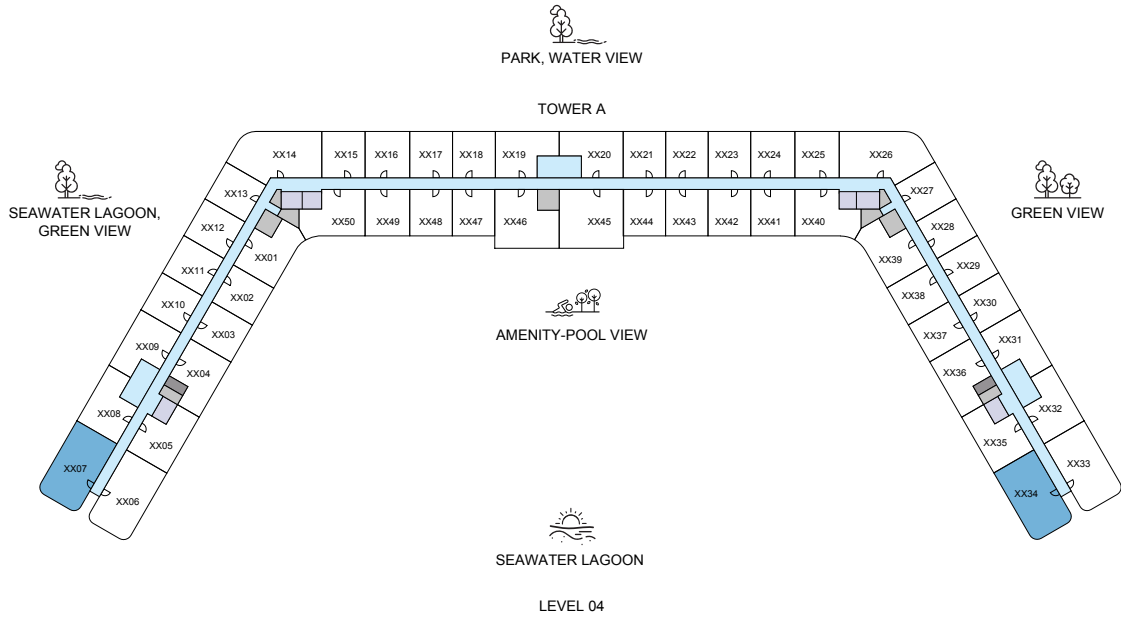 PARK, WATER VIEW
TOWER A
XX14 XX15 XX16 XX17 XX18 XX19 XX20 XX21 XX22 XX23 XX24 XX25 XX26
XX13
XX27
SEAWATER LAGOON,
GREEN VIEW
GREEN VIEW
XX50 XX49 XX48 XX47 XX46 XX45 XX44 XX43 XX42 XX41 XX40
XX12
XX28
XX01
XX39
XX11
XX29
XX02
XX38
XX10
XX30
XX03
XX37
XX09
XX31
XX04
XX36
AMENITY-POOL VIEW
XX08
XX32
XX05
XX35
XX07
XX33
XX06
XX34
SEAWATER LAGOON
LEVEL 04